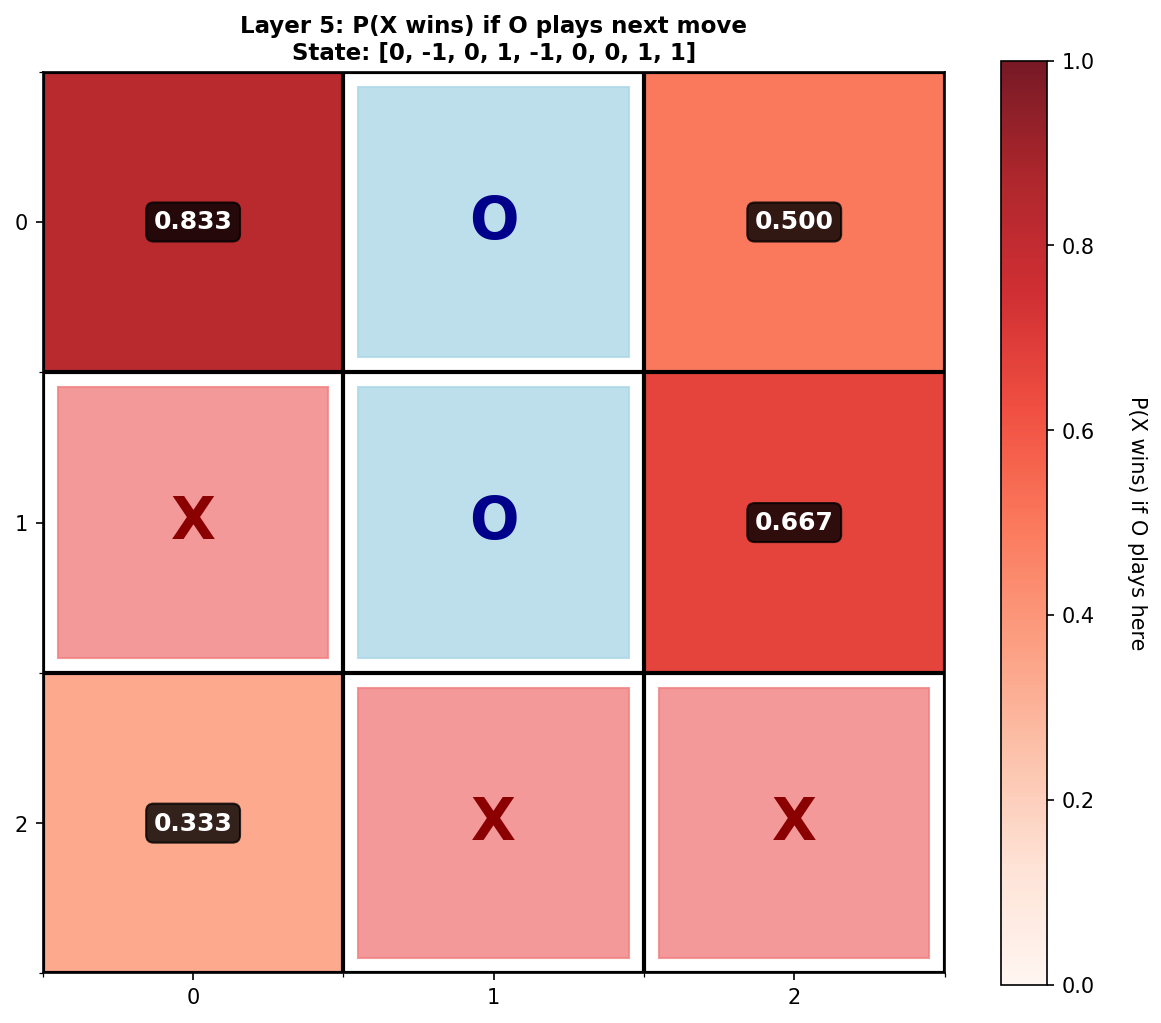 Layer 5: P(X wins) if O plays next move
State: [0, -1, 0, 1, -1, 0, 0, 1, 1]
0
0.833
O
0.500
1
X
O
0.667
2
0.333
X
X
0
1
2
1.0
0.8
0.6
0.4
0.2
0.0
P(X wins) if O plays here